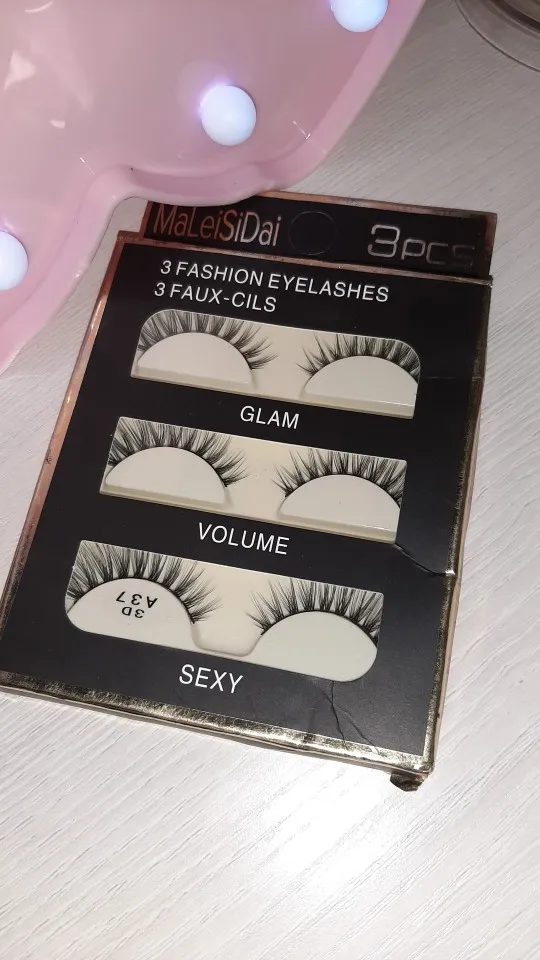 MaLeiSiDai
3PCS
3 FASHION EYELASHES
3 FAUX-CILS
GLAM
VOLUME
3D
A37
SEXY